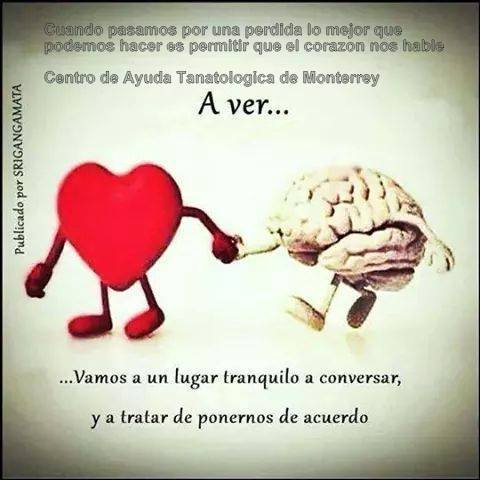 Cuando pasamos por una perdida lo mejor que
podemos hacer es permitir que el corazon nos hable
Centro de Ayuda Tanatologica de Monterrey
A ver...
Publicado por SRIGANGAMATA
...Vamos a un lugar tranquilo a conversar,
y a tratar de ponernos de acuerdo